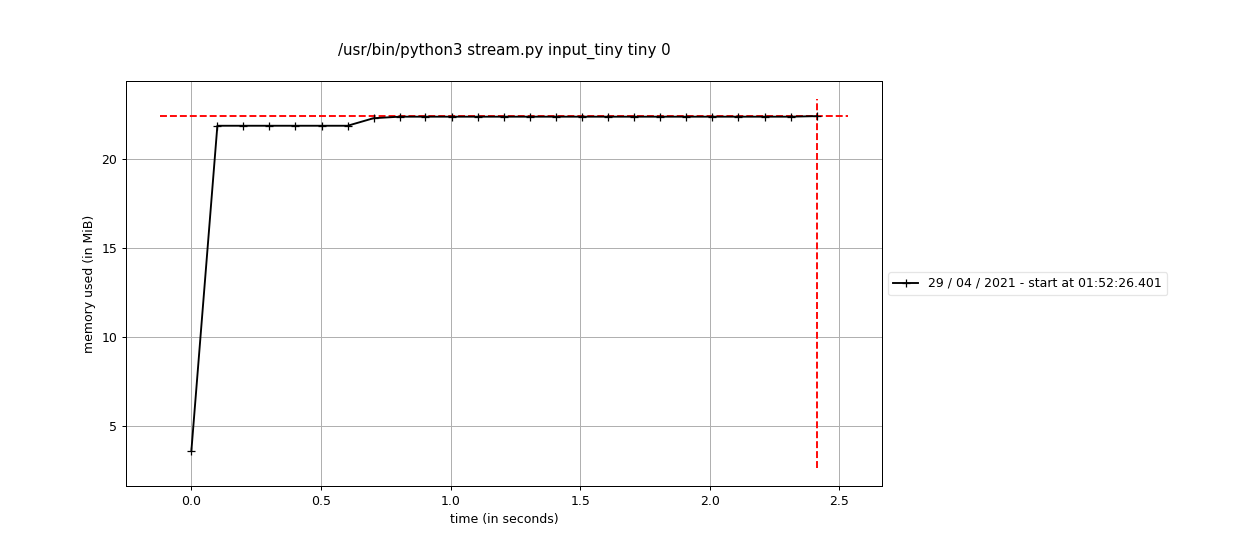 /usr/bin/python3 stream.py input_tiny tiny 0
20
15
10
5
memory used (in MiB)
29 / 04 / 2021 - start at 01:52:26.401
0.0 0.5 1.0 1.5 2.0 2.5
time (in seconds)